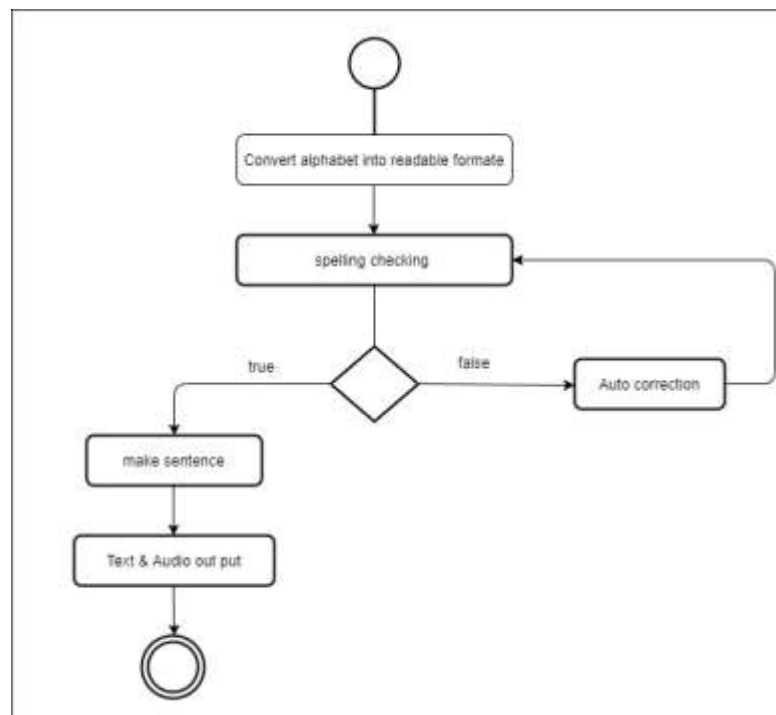 Convert alphabet into readable formate
spelling checking
true
false
Auto correction
make sentence
Text & Audio out put